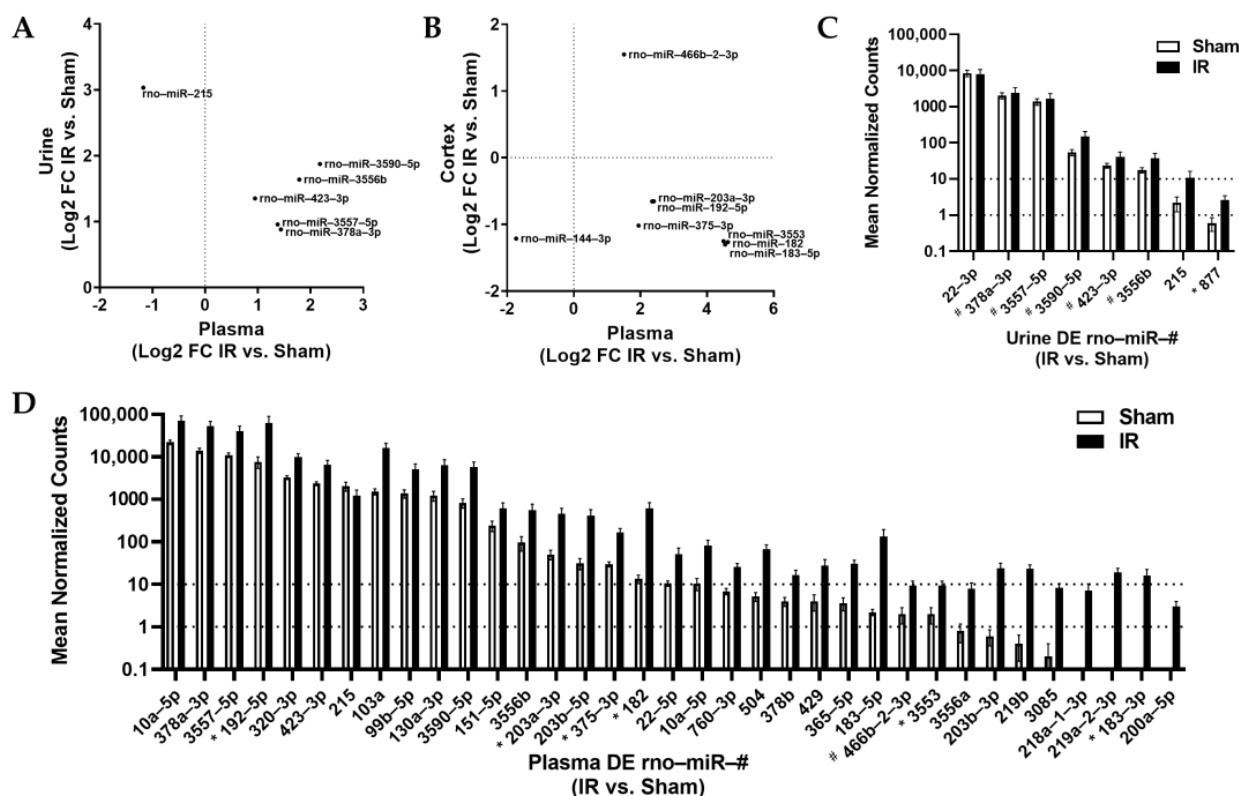 A
Urine
(Log2 FC IR vs. Sham)
4
3
2
1
0
rno–miR–215
rno–miR–3590–5p
rno–miR–3556b
rno–miR–423–3p
rno–miR–3557–5p
rno–miR–378a–3p
-2 -1 0 1 2 3
Plasma
(Log2 FC IR vs. Sham)
B
Cortex
(Log2 FC IR vs. Sham)
2
1
0
-1
-2
rno–miR–466b–2–3p
rno–miR–203a–3p
rno–miR–192–5p
rno–miR–375–3p
rno–miR–3553
rno–miR–144–3p
rno–miR–182
rno–miR–183–5p
-2 0 2 4 6
Plasma
(Log2 FC IR vs. Sham)
C
Mean Normalized Counts
100,000
10,000
1000
100
10
1
0.1
Sham
IR
22–3p
# 378a–3p
# 3557–5p
# 3590–5p
# 423–3p
# 3556b
215
* 877
Urine DE rno–miR–#
(IR vs. Sham)
D
Mean Normalized Counts
100,000
10,000
1000
100
10
1
0.1
Sham
IR
10a–5p
378a–3p
3557–5p
* 192–5p
320–3p
423–3p
215
103a
99b–5p
130a–3p
3590–5p
151–5p
3556b
* 203a–3p
203b–5p
* 375–3p
* 182
22–5p
10a–5p
760–3p
504
378b
429
365–5p
183–5p
# 466b–2–3p
* 3553
3556a
203b–3p
219b
3085
218a–1–3p
219a–2–3p
* 183–3p
200a–5p
Plasma DE rno–miR–#
(IR vs. Sham)